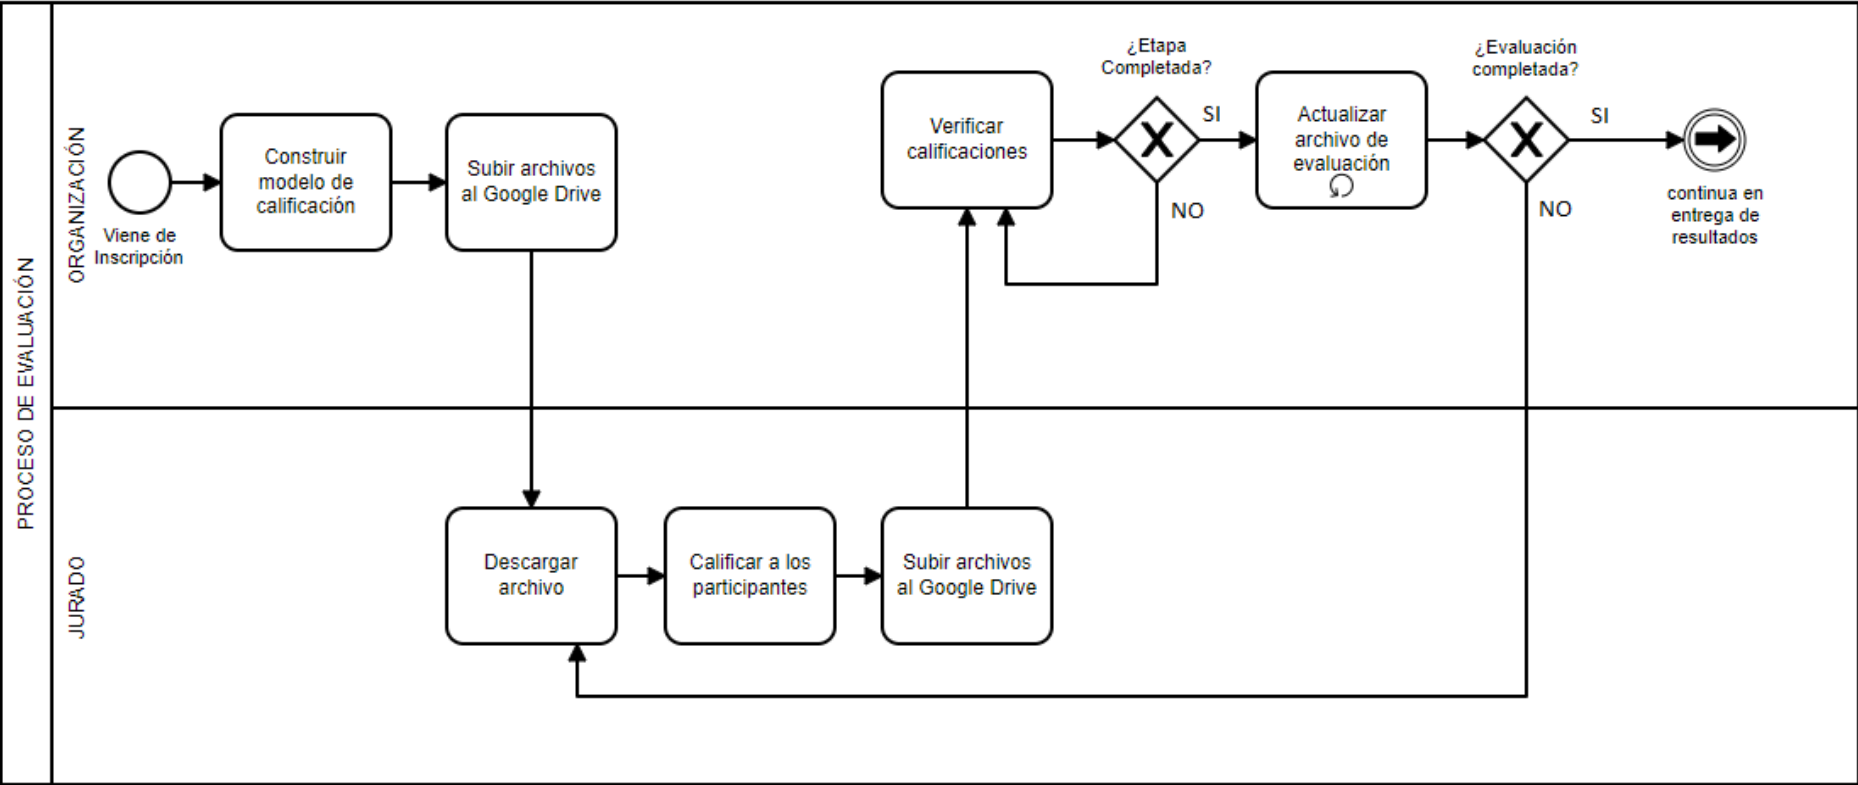 PROCESO DE EVALUACIÓN
ORGANIZACIÓN
Viene de
Inscripción
Construir
modelo de
calificación
Subir archivos
al Google Drive
Verificar
calificaciones
¿Etapa
Completada?
SI
NO
Actualizar
archivo de
evaluación
¿Evaluación
completada?
SI
NO
continua en
entrega de
resultados
JURADO
Descargar
archivo
Calificar a los
participantes
Subir archivos
al Google Drive